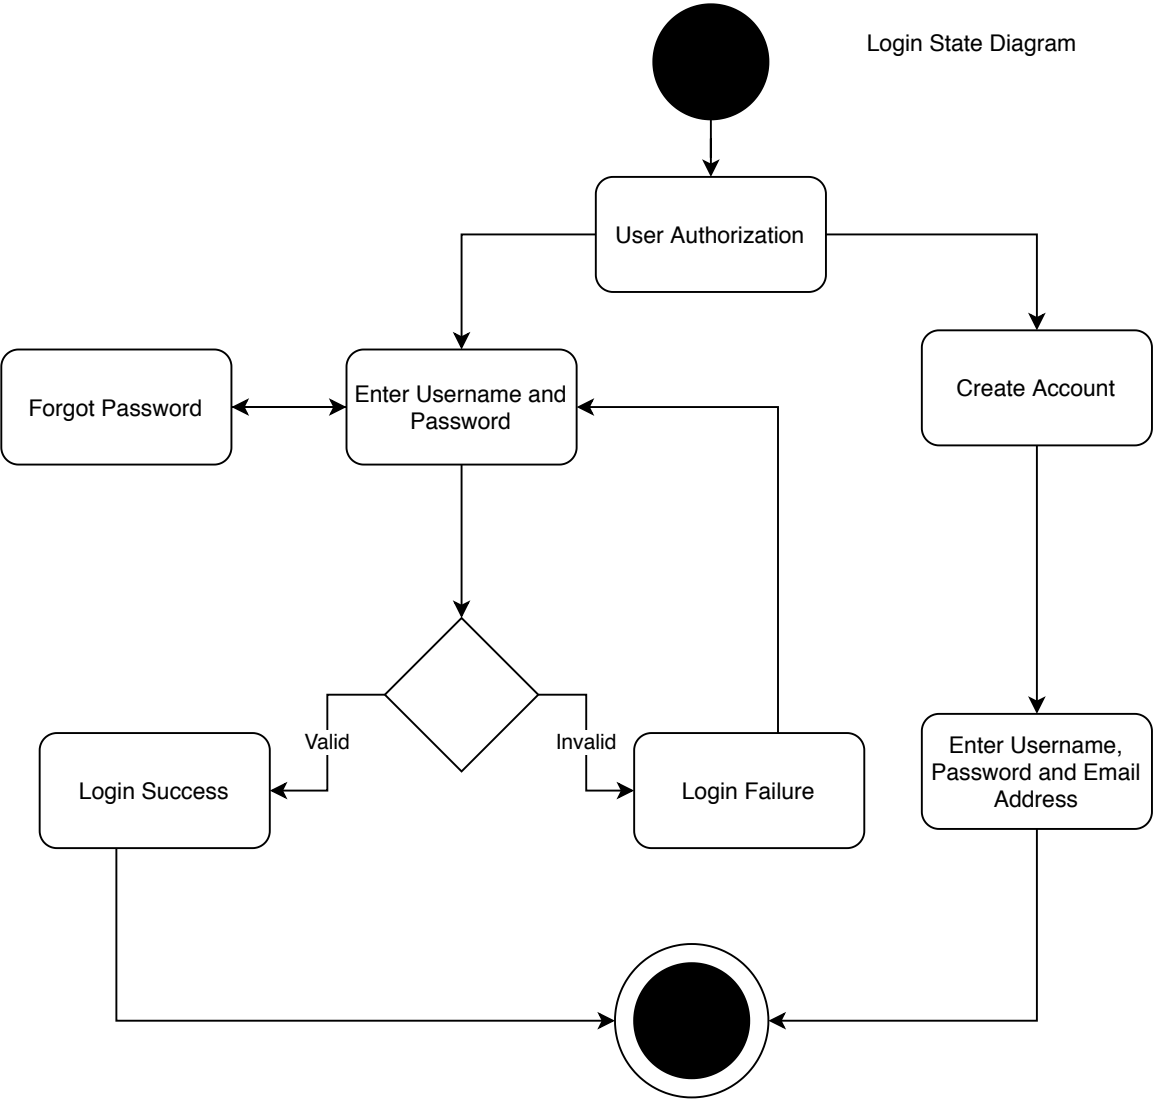 Login State Diagram
User Authorization
Create Account
Forgot Password
Enter Username and
Password
Valid
Invalid
Login Success
Login Failure
Enter Username,
Password and Email
Address